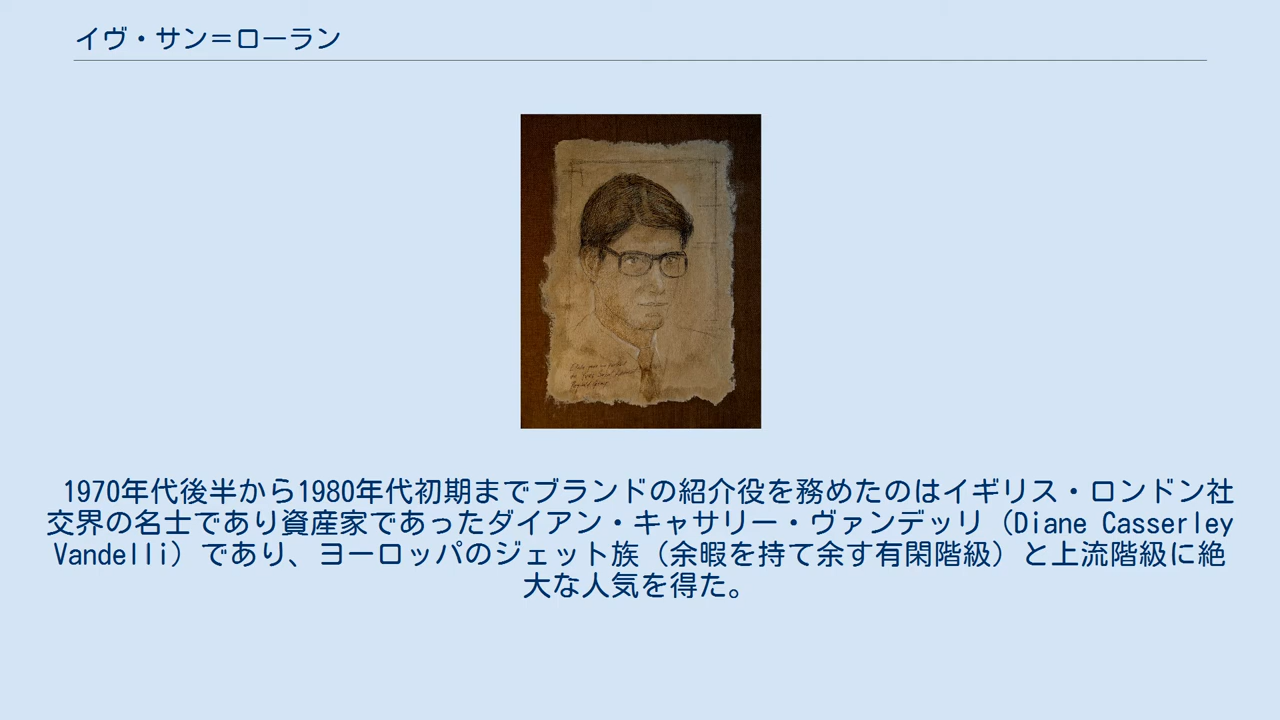 イヴ・サン＝ローラン
1970年代後半から1980年代初期までブランドの紹介役を務めたのはイギリス・ロンドン社
交界の名士であり資産家であったダイアン・キャサリー・ヴァンデッリ（Diane Casserley
Vandelli）であり、ヨーロッパのジェット族（余暇を持て余す有閑階級）と上流階級に絶
大な人気を得た。